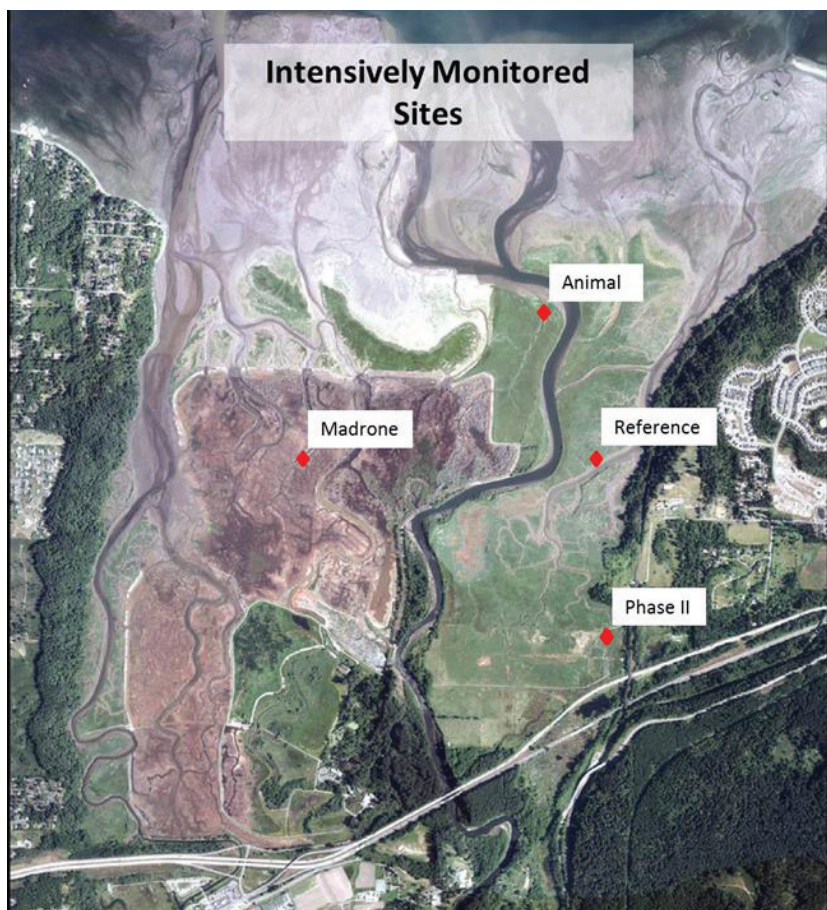 Intensively Monitored
Sites
Animal
Madrone
Reference
Phase II